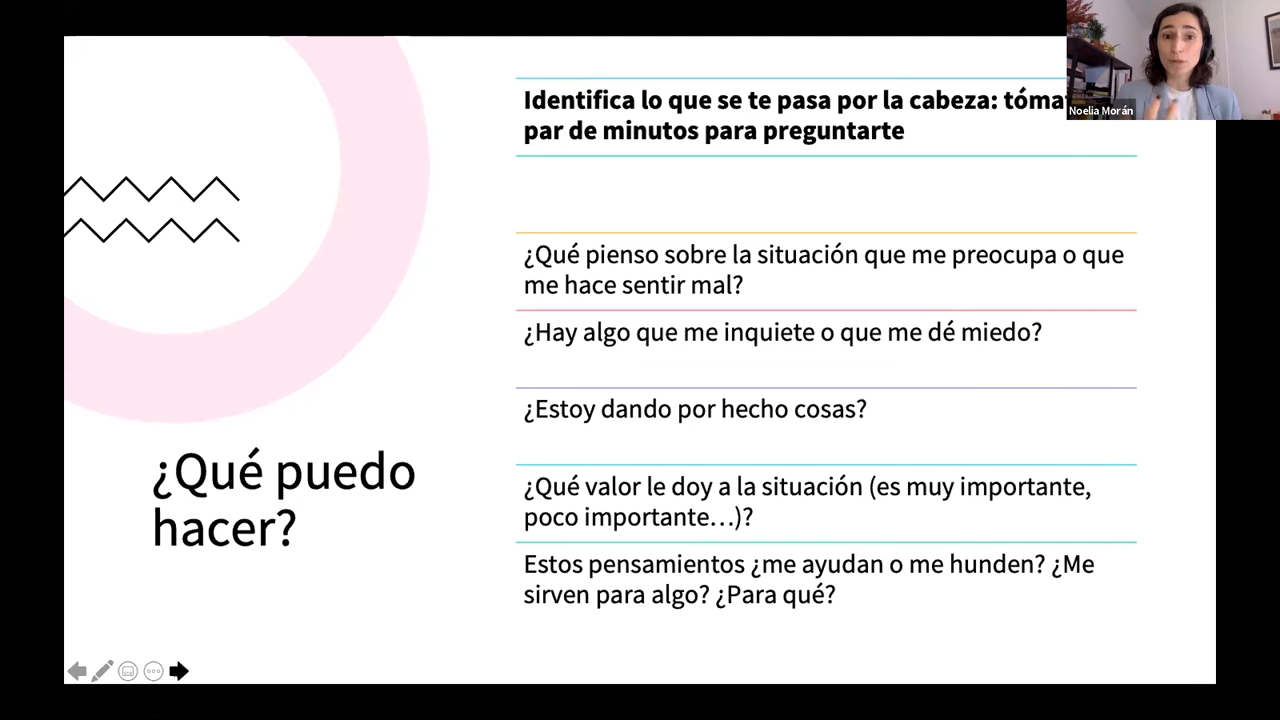 Noelia Morán
Identifica lo que se te pasa por la cabeza:
par de minutos para preguntarte
¿Qué pienso sobre la situación que me preocupa o que
me hace sentir mal?
¿Hay algo que me inquiete o que me dé miedo?
¿Estoy dando por hecho cosas?
¿Qué valor le doy a la situación (es muy importante,
poco importante…)?
Estos pensamientos ¿me ayudan o me hunden? ¿Me
sirven para algo? ¿Para qué?
¿Qué puedo
hacer?